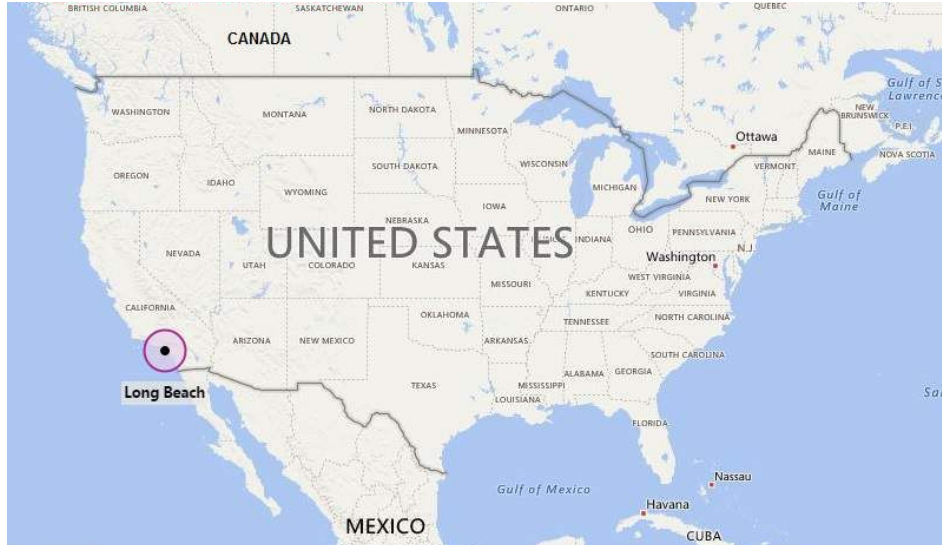 BRITISH COLUMBIA
SASKATCHEWAN
ONTARIO
QUEBEC
CANADA
Gulf of S
Lawrenc
WASHINGTON
MONTANA
NORTH DAKOTA
MINNESOTA
Ottawa
NEW
BRUNSWICK
P.E.I.
MAINE
NOVA SCOTIA
OREGON
IDAHO
SOUTH DAKOTA
WISCONSIN
VERMONT
WYOMING
MICHIGAN
NEW YORK
Gulf of
Maine
NEBRASKA
IOWA
UNITED STATES
INDIANA
OHIO
PENNSYLVANIA
N.J.
NEVADA
UTAH
COLORADO
KANSAS
Washington
MISSOURI
WEST VIRGINIA
KENTUCKY
VIRGINIA
CALIFORNIA
OKLAHOMA
TENNESSEE
NORTH CAROLINA
ARIZONA
NEW MEXICO
ARKANSAS
SOUTH CAROLINA
Long Beach
TEXAS
MISSISSIPPI
ALABAMA
GEORGIA
LOUISIANA
FLORIDA
Gulf of Mexico
Nassau
Havana
MEXICO
CUBA